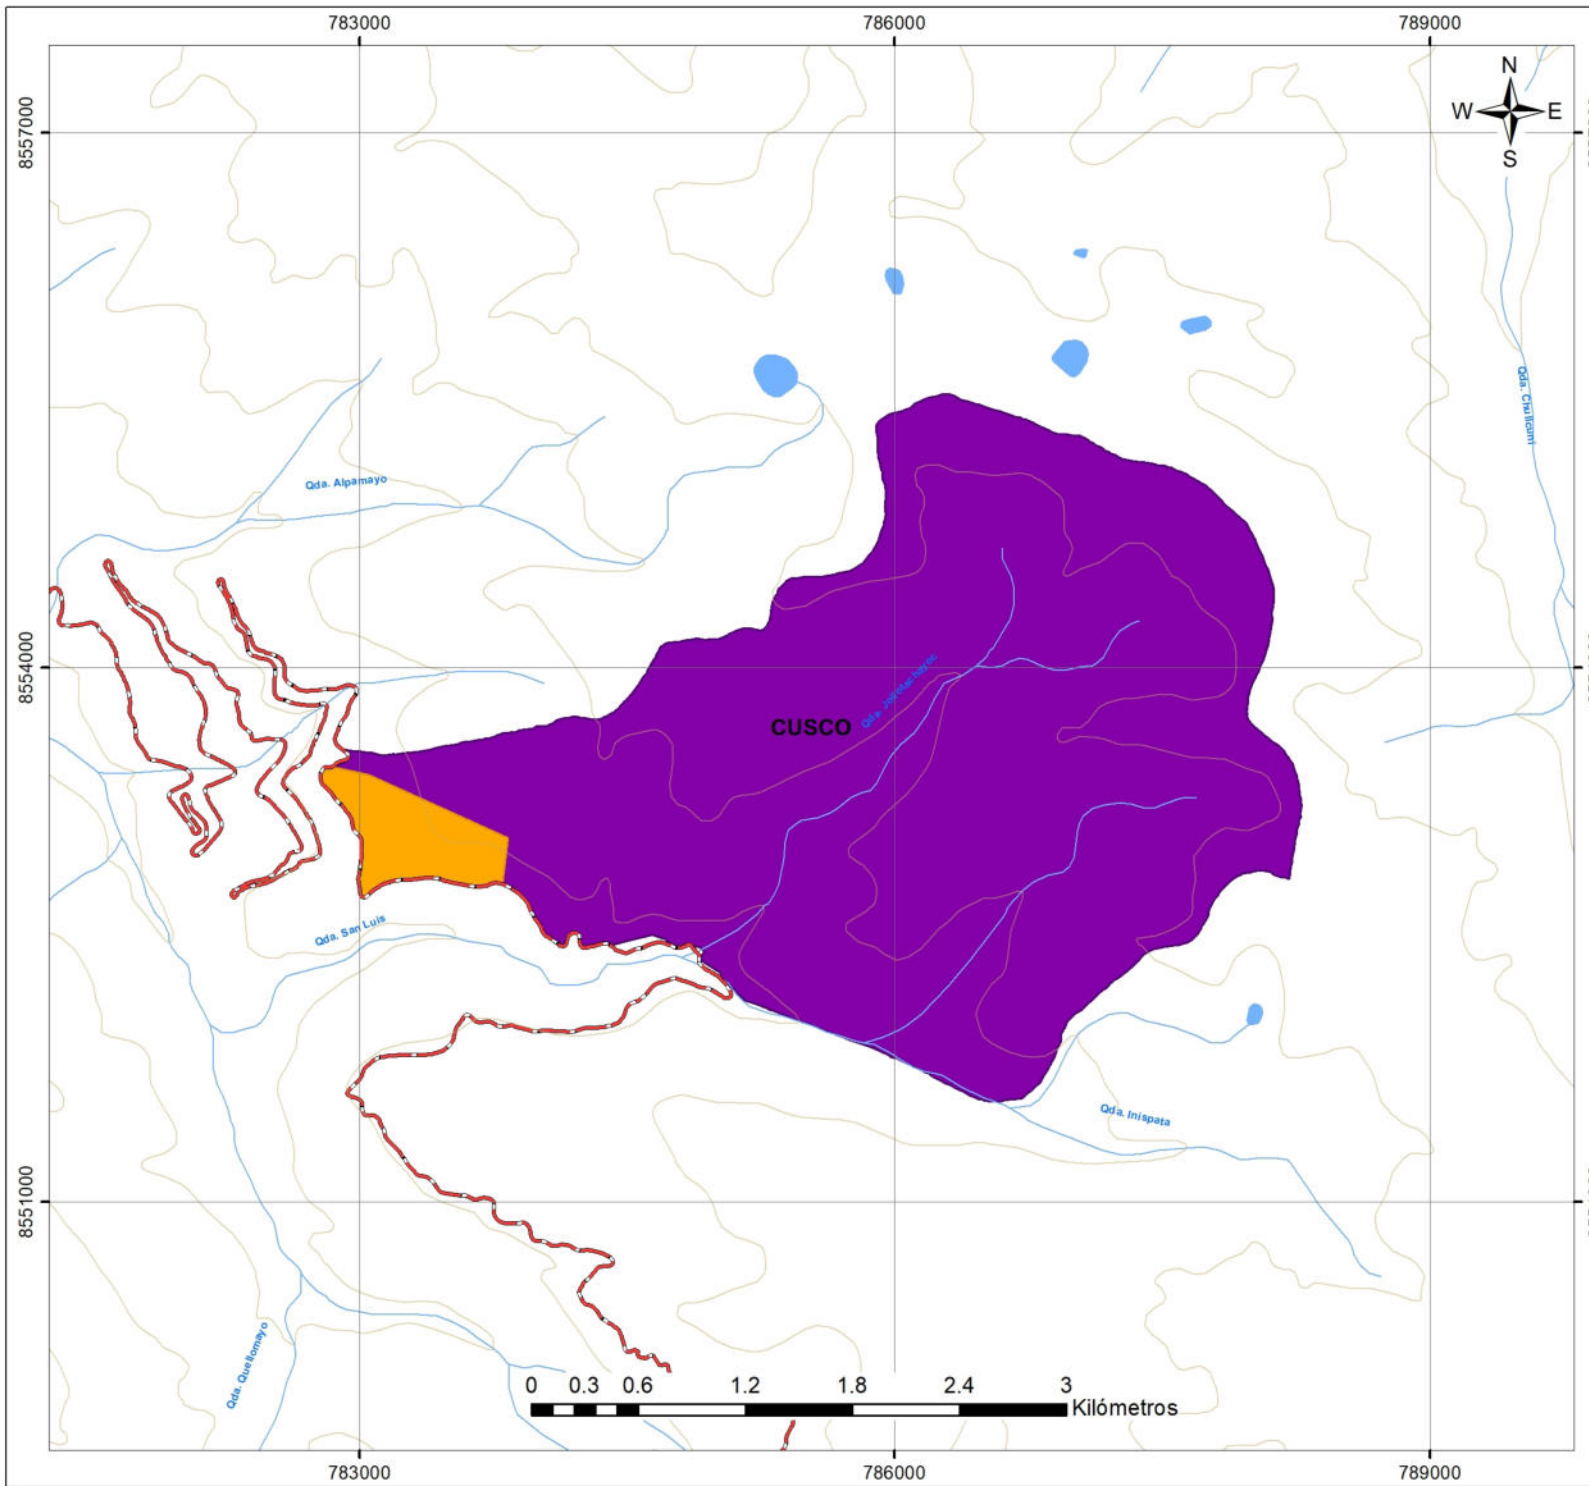 783000
786000
789000
N
W
E
S
8557000
Qda. Chullcuni
Qda. Alpamayo
8554000
CUSCO
Qda. San Luis
Qda. Inispata
8551000
Qda. Quellomayo
0 0.3 0.6 1.2 1.8 2.4 3
Kilómetros
783000
786000
789000